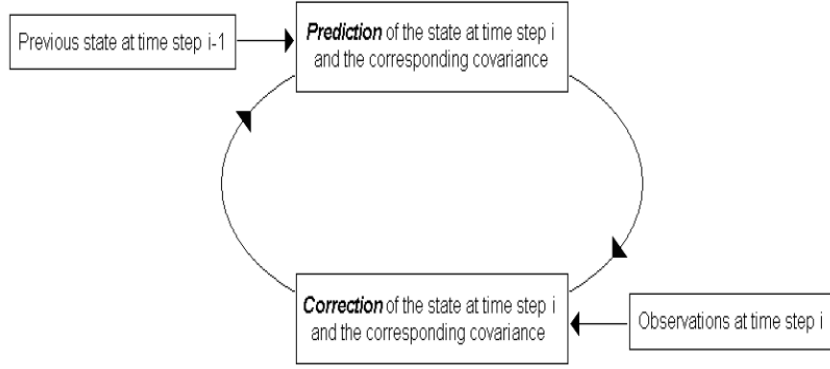 Previous state at time step i-1
Prediction of the state at time step i
and the corresponding covariance
Correction of the state at time step i
and the corresponding covariance
Observations at time step i